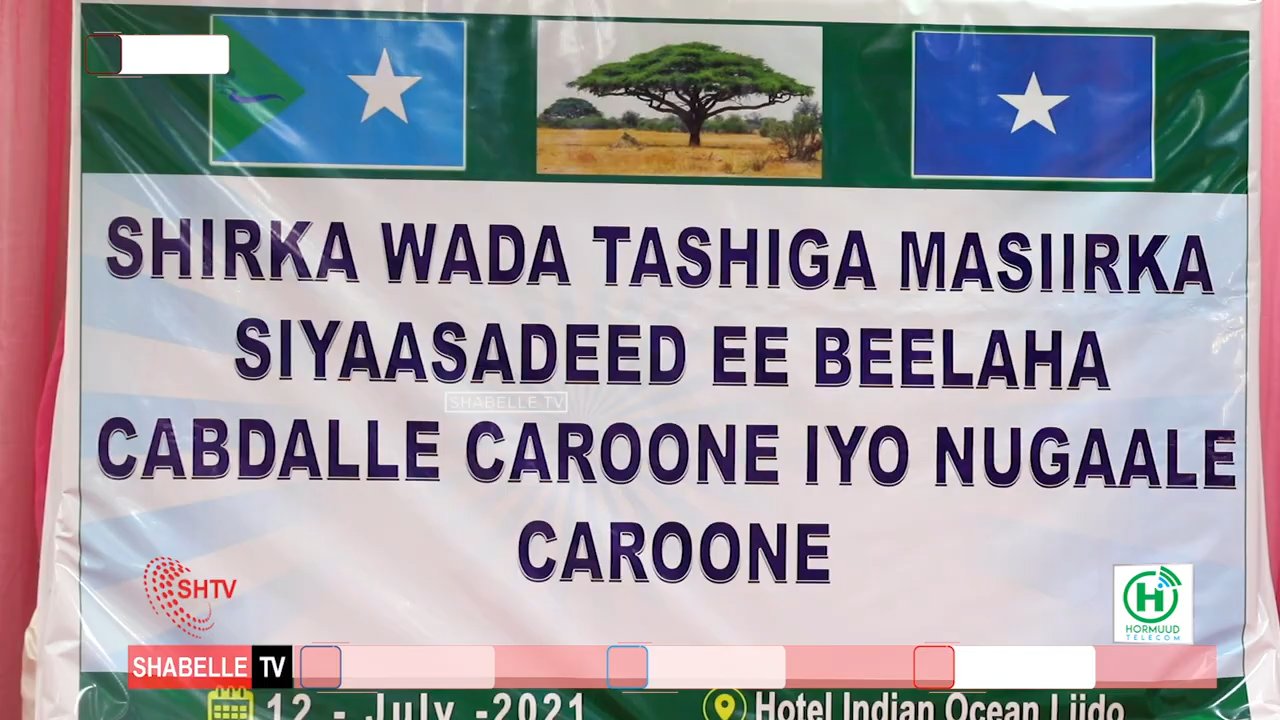 SHIRKA WADA TASHIGA MASIIRKA
SIYAASADEED EE BEELAHA
SHABELLE TV
CABDALLE CAROONE IYO NUGAALE
CAROONE
SHTV
HORMUUD
TELECOM
SHABELLE TV
12 - July -2021
Hotel Indian Ocean Liido